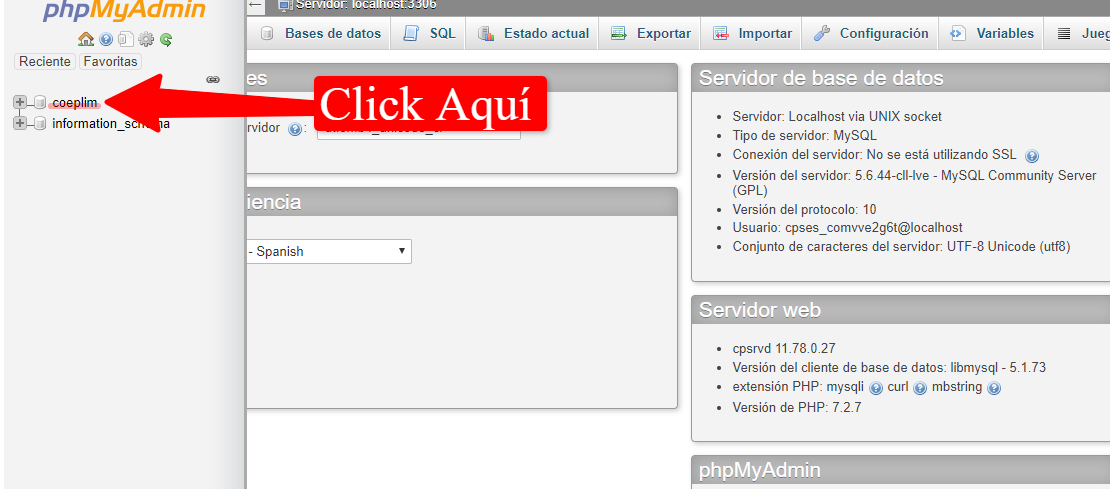 phpMyAdmin
Reciente Favoritas
coeplim
information_schema
Click Aquí
Servidor: localhost:3306
Bases de datos SQL Estado actual Exportar Importar Configuración Variables
Spanish
Servidor de base de datos
Servidor: Localhost via UNIX socket
Tipo de servidor: MySQL
Conexión del servidor: No se está utilizando SSL
Versión del servidor: 5.6.44-cll-lve - MySQL Community Server
(GPL)
Versión del protocolo: 10
Usuario: cpses_comvve2g6t@localhost
Conjunto de caracteres del servidor: UTF-8 Unicode (utf8)
Servidor web
cpsrvd 11.78.0.27
Versión del cliente de base de datos: libmysql - 5.1.73
extensión PHP: mysqli curl mbstring
Versión de PHP: 7.2.7
phpMyAdmin